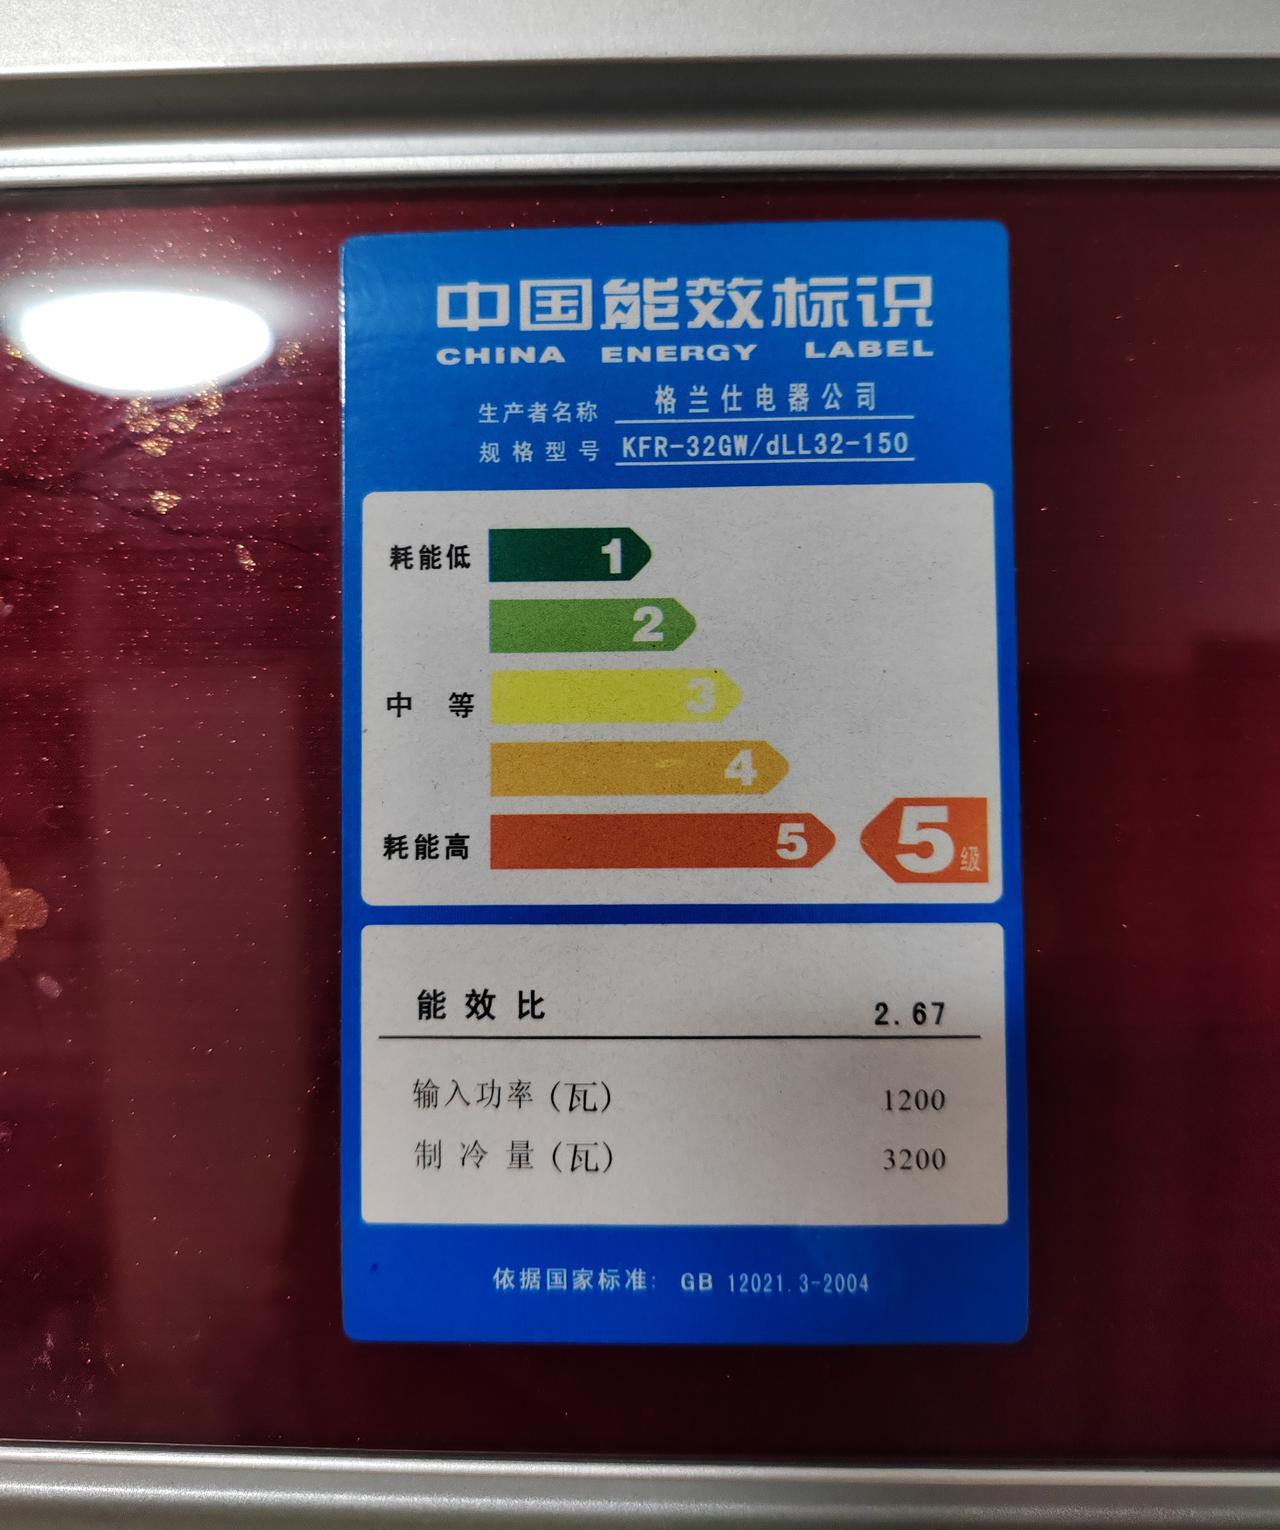 中国能效标识
CHINA ENERGY LABEL
生产者名称 格兰仕电器公司
规格型号 KFR-32GW/dLL32-150
耗能低 1
2
中 等 3
4
耗能高 5 5级
能效比 2.67
输入功率(瓦) 1200
制冷量(瓦) 3200
依据国家标准: GB 12021.3-2004